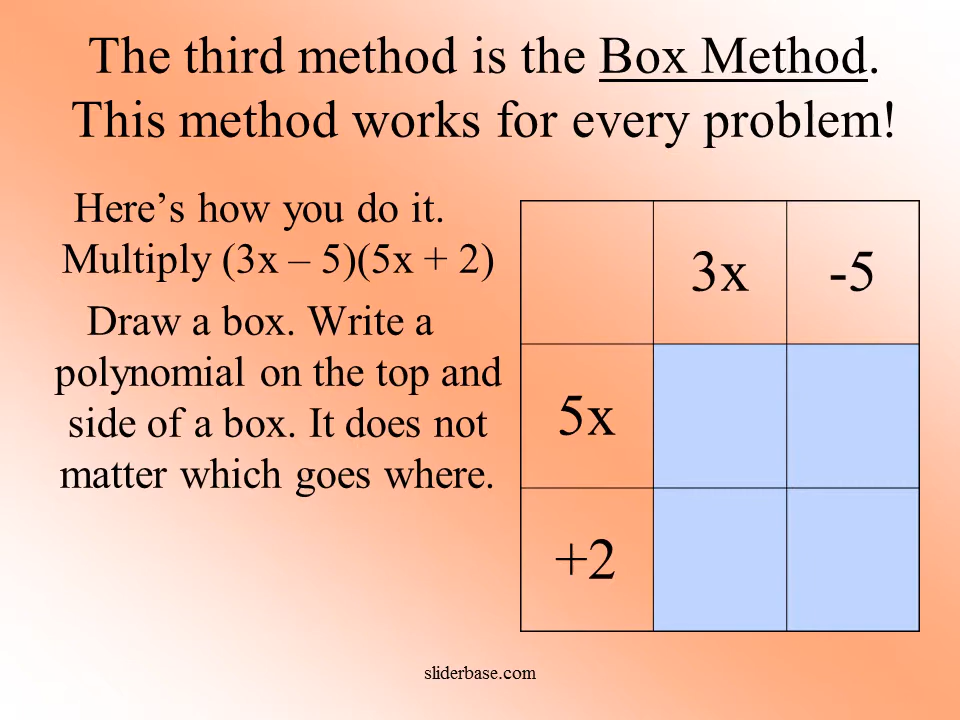 The third method is the Box Method.
This method works for every problem!
Here’s how you do it.
Multiply (3x – 5)(5x + 2)
Draw a box. Write a
polynomial on the top and
side of a box. It does not
matter which goes where.
3x -5
5x
+2
sliderbase.com